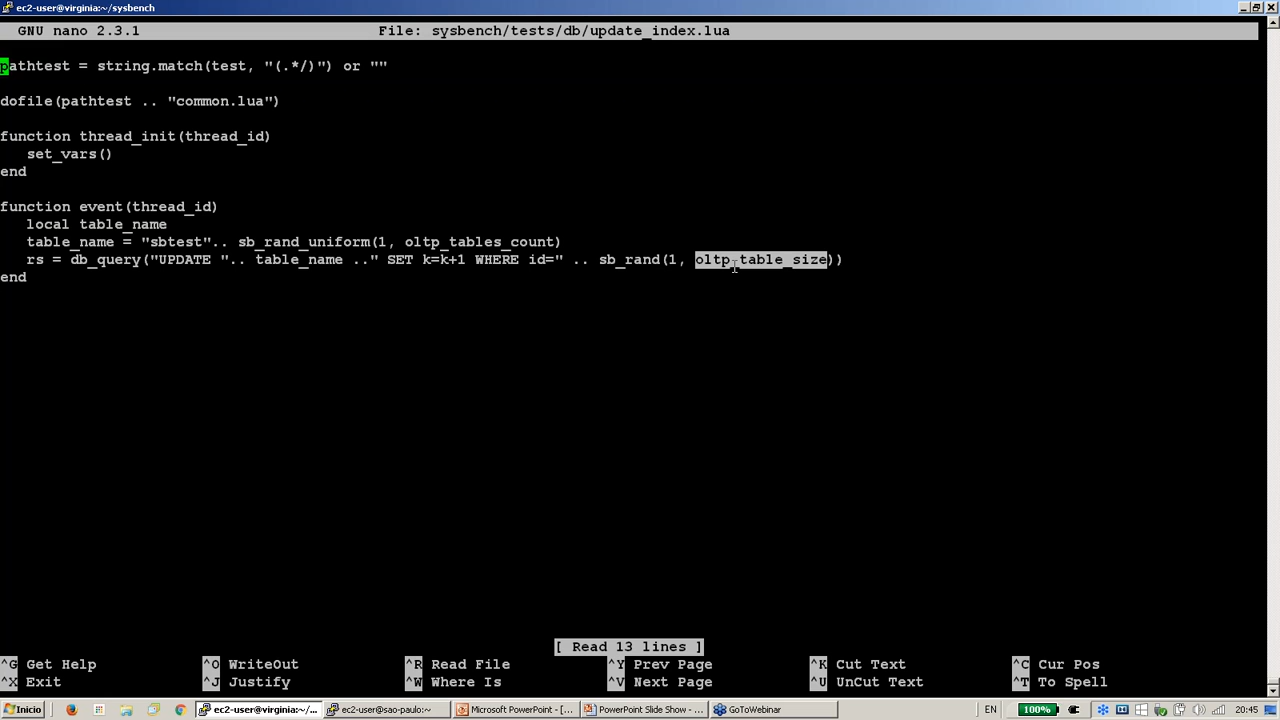 ec2-user@virginia:~/sysbench
GNU nano 2.3.1 File: sysbench/tests/db/update_index.lua
pathtest = string.match(test, "(.*/)") or ""
dofile(pathtest .. "common.lua")
function thread_init(thread_id)
set_vars()
end
function event(thread_id)
local table_name
table_name = "sbtest".. sb_rand_uniform(1, oltp_tables_count)
rs = db_query("UPDATE ".. table_name .." SET k=k+1 WHERE id=" .. sb_rand(1, oltp_table_size))
end
[ Read 13 lines ]
^G Get Help ^O WriteOut ^R Read File ^Y Prev Page ^K Cut Text ^C Cur Pos
^X Exit ^J Justify ^W Where Is ^V Next Page ^U UnCut Text ^T To Spell
Inicio ec2-user@virginia:~/... ec2-user@sao-paulo:~ Microsoft PowerPoint - [... PowerPoint Slide Show - ... GoToWebinar EN 100% 20:45